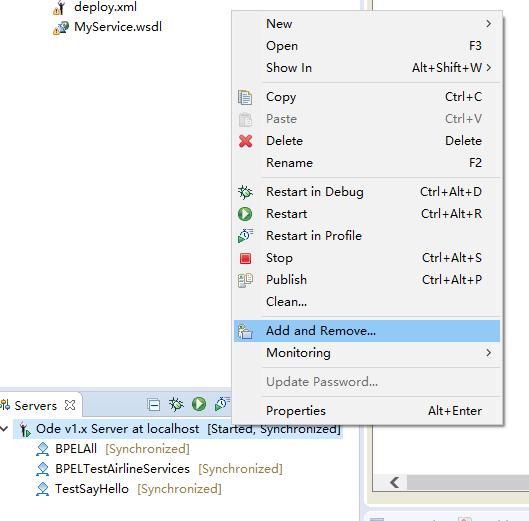 deploy.xml
MyService.wsdl
New
Open F3
Show In Alt+Shift+W
Copy Ctrl+C
Paste Ctrl+V
Delete Delete
Rename F2
Restart in Debug Ctrl+Alt+D
Restart Ctrl+Alt+R
Restart in Profile
Stop Ctrl+Alt+S
Publish Ctrl+Alt+P
Clean...
Add and Remove...
Monitoring
Update Password...
Properties Alt+Enter
Servers
Ode v1.x Server at localhost [Started, Synchronized]
BPELAll [Synchronized]
BPELTestAirlineServices [Synchronized]
TestSayHello [Synchronized]